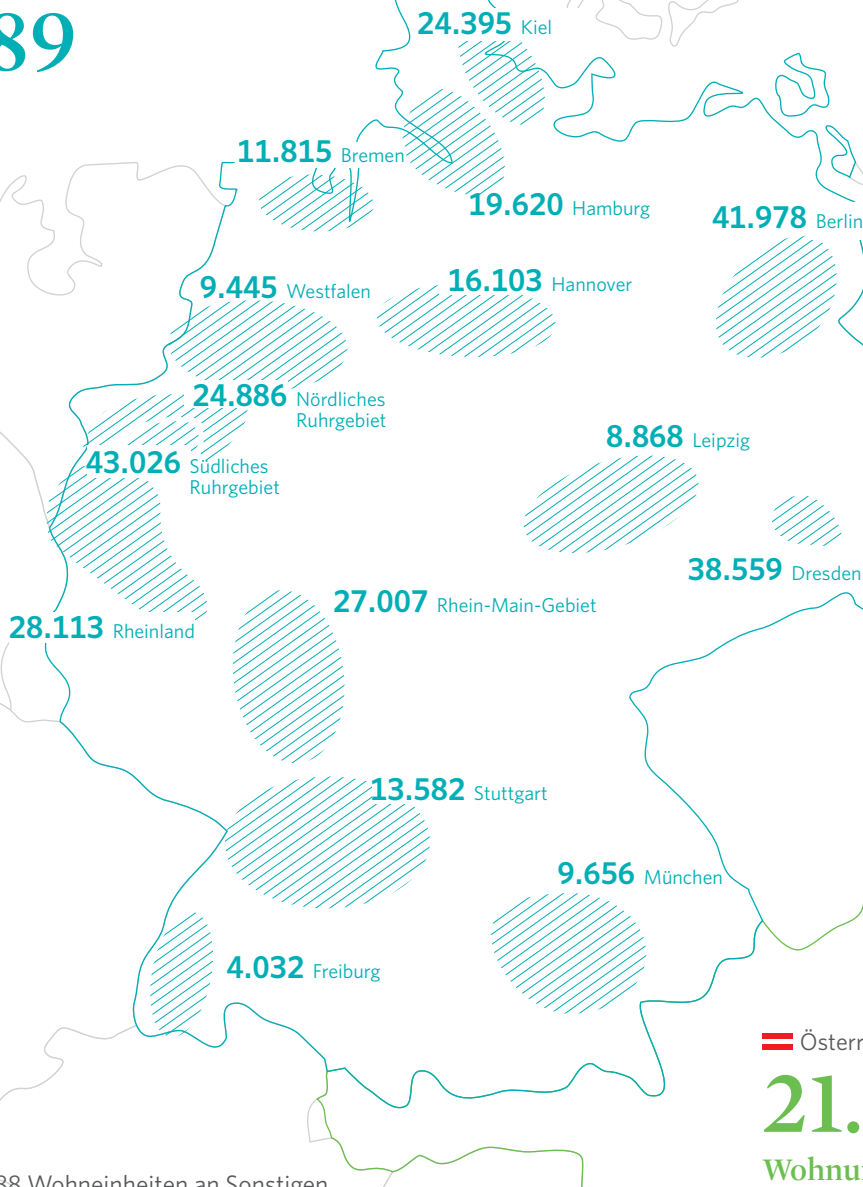 89
24.395 Kiel
11.815 Bremen
19.620 Hamburg
41.978 Berlin
9.445 Westfalen
16.103 Hannover
24.886 Nördliches
Ruhrgebiet
8.868 Leipzig
43.026 Südliches
Ruhrgebiet
38.559 Dresden
27.007 Rhein-Main-Gebiet
28.113 Rheinland
13.582 Stuttgart
9.656 München
4.032 Freiburg
Österr
21.
Wohnu
38 Wohneinheiten an Sonstigen